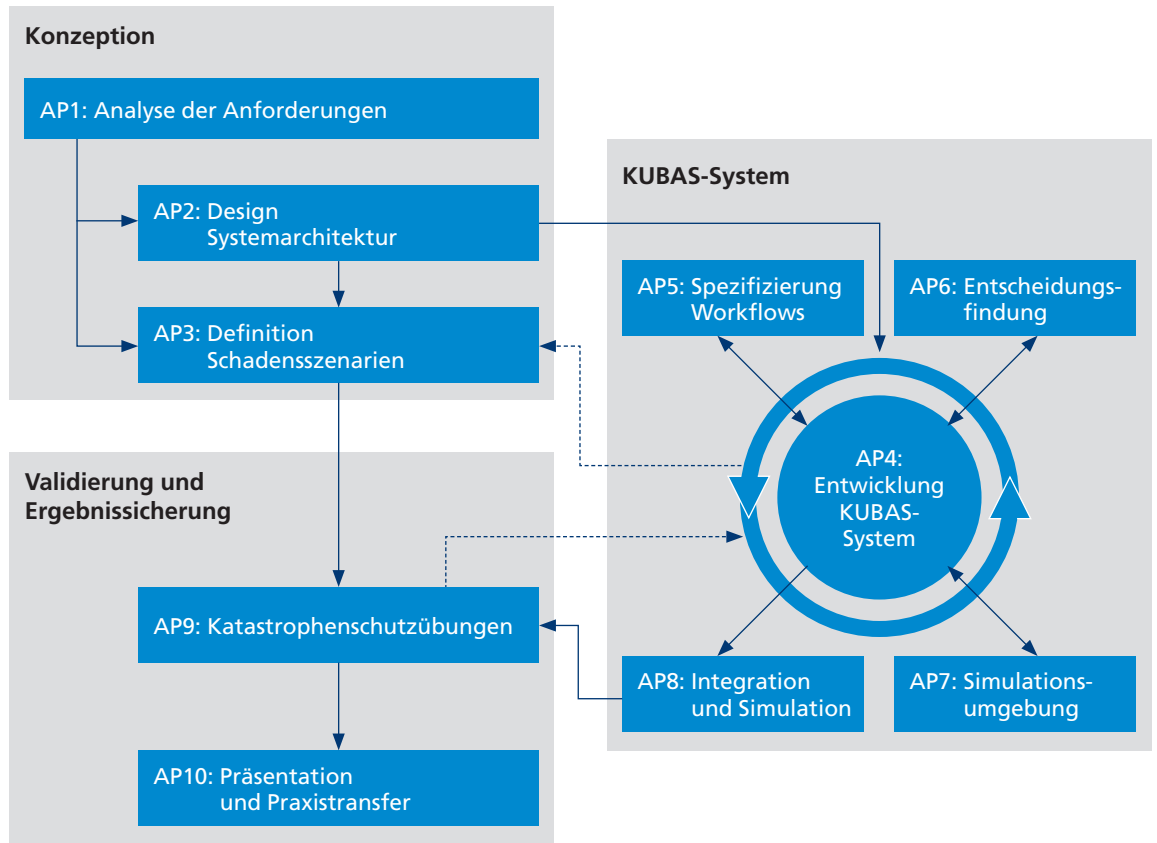 Konzeption
AP1: Analyse der Anforderungen
AP2: Design
Systemarchitektur
AP3: Definition
Schadensszenarien
KUBAS-System
AP5: Spezifizierung
Workflows
AP6: Entscheidungs-
findung
AP4:
Entwicklung
KUBAS-
System
AP8: Integration
und Simulation
AP7: Simulations-
umgebung
Validierung und
Ergebnissicherung
AP9: Katastrophenschutzübungen
AP10: Präsentation
und Praxistransfer